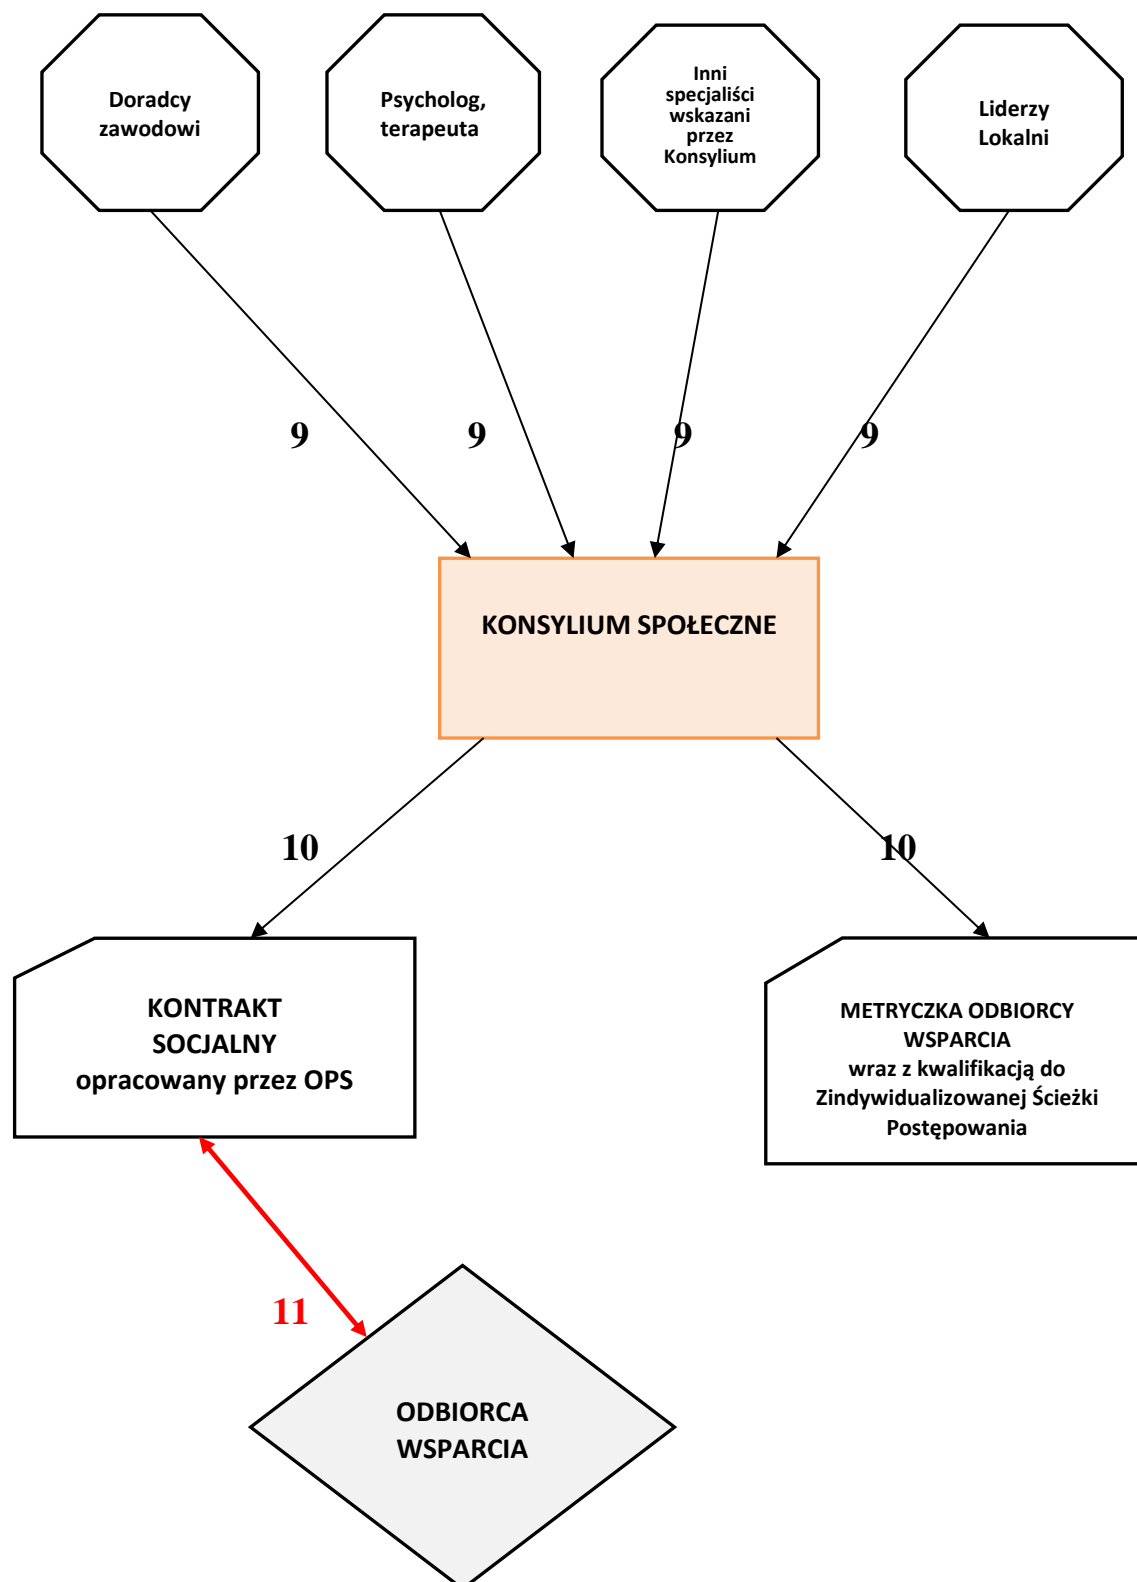 Doradcy
zawodowi
Psycholog,
terapeuta
Inni
specjaliści
wskazani
przez
Konsylium
Liderzy
Lokalni
9
9
9
9
KONSYLIUM SPOŁECZNE
10
10
KONTRAKT
SOCJALNY
opracowany przez OPS
METRYCZKA ODBIORCY
WSPARCIA
wraz z kwalifikacją do
Zindywidualizowanej Ścieżki
Postępowania
11
ODBIORCA
WSPARCIA